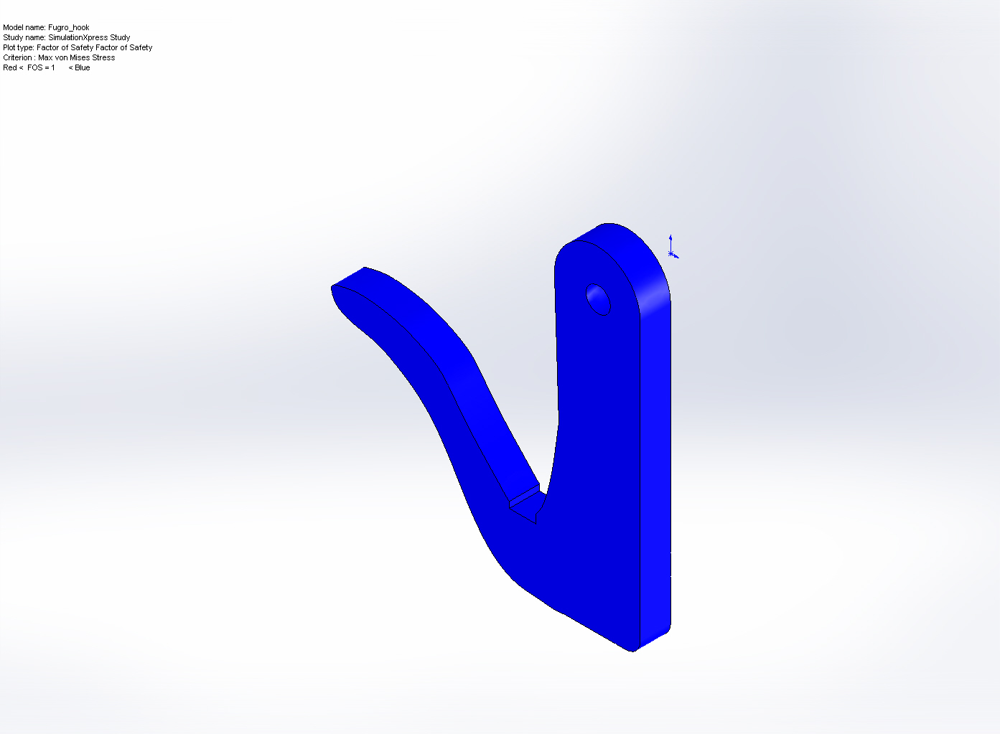 Model name: Fugro_hook
Study name: SimulationXpress Study
Plot type: Factor of Safety Factor of Safety
Criterion : Max von Mises Stress
Red < FOS = 1 < Blue